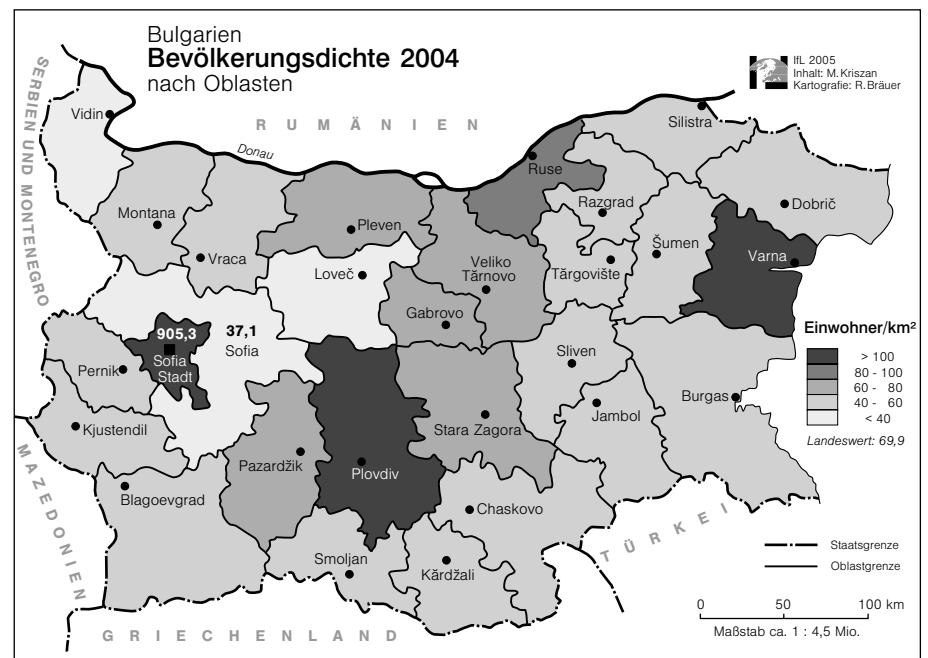 Bulgarien
Bevölkerungsdichte 2004
nach Oblasten
IfL 2005
Inhalt: M. Kriszan
Kartografie: R. Bräuer
SERBIEN UND MONTENEGRO
RUMÄNIEN
Donau
Vidin
Silistra
Ruse
Montana
Razgrad
Dobrič
Pleven
Vraca
Šumen
Loveč
Veliko
Tărnovo
Tărgovište
Varna
Gabrovo
905,3
Sofia
Stadt
37,1
Sofia
Einwohner/km²
> 100
80 - 100
60 - 80
40 - 60
< 40
Landeswert: 69,9
Sliven
Pernik
Burgas
Jambol
Kjustendil
Stara Zagora
Pazardžik
Plovdiv
Blagoevgrad
Chaskovo
MAZEDONIEN
TÜRKEI
Smoljan
Kărdžali
Staatsgrenze
Oblastgrenze
0 50 100 km
Maßstab ca. 1 : 4,5 Mio.
GRIECHENLAND